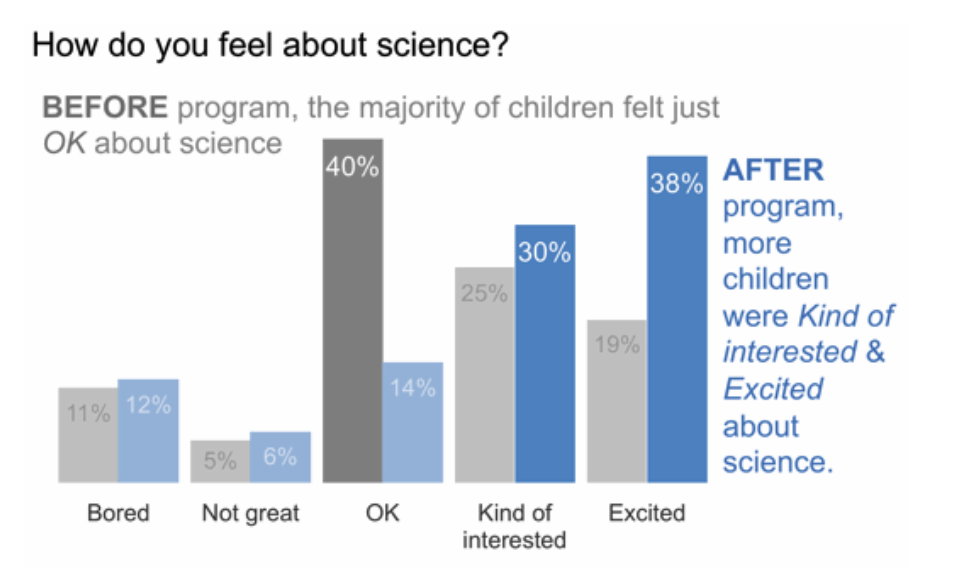 How do you feel about science?
BEFORE program, the majority of children felt just
OK about science
40%
38%
30%
25%
19%
14%
11%
12%
5%
6%
AFTER
program,
more
children
were Kind of
interested &
Excited
about
science.
Bored
Not great
OK
Kind of
interested
Excited